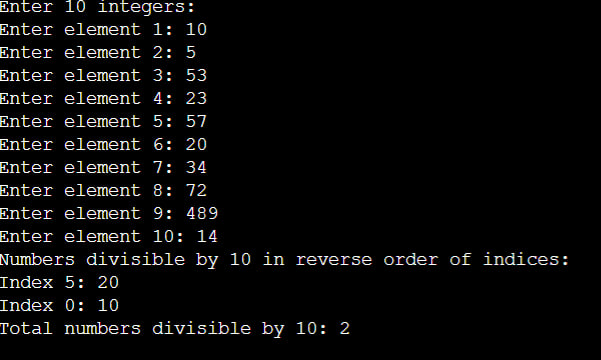 Enter 10 integers:
Enter element 1: 10
Enter element 2: 5
Enter element 3: 53
Enter element 4: 23
Enter element 5: 57
Enter element 6: 20
Enter element 7: 34
Enter element 8: 72
Enter element 9: 489
Enter element 10: 14
Numbers divisible by 10 in reverse order of indices:
Index 5: 20
Index 0: 10
Total numbers divisible by 10: 2